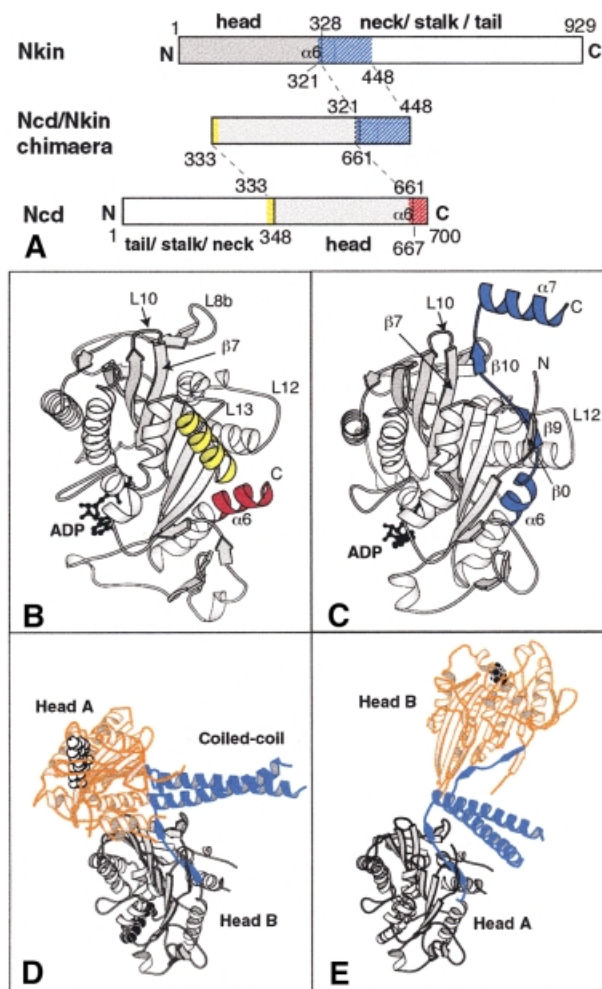 1 328 929
head neck/ stalk / tail
Nkin N α6 C
321 448
321 448
Ncd/Nkin
chimaera
333 661
333 661
Ncd N α6 C
1 348 667 700
tail/ stalk/ neck head
A
L10 L8b
β7
L12
L13
C
α6
ADP
B
α7
L10 C
β7
β10 N
L12
β9
β0
α6
ADP
C
Head A
Coiled-coil
Head B
D
Head B
Head A
E